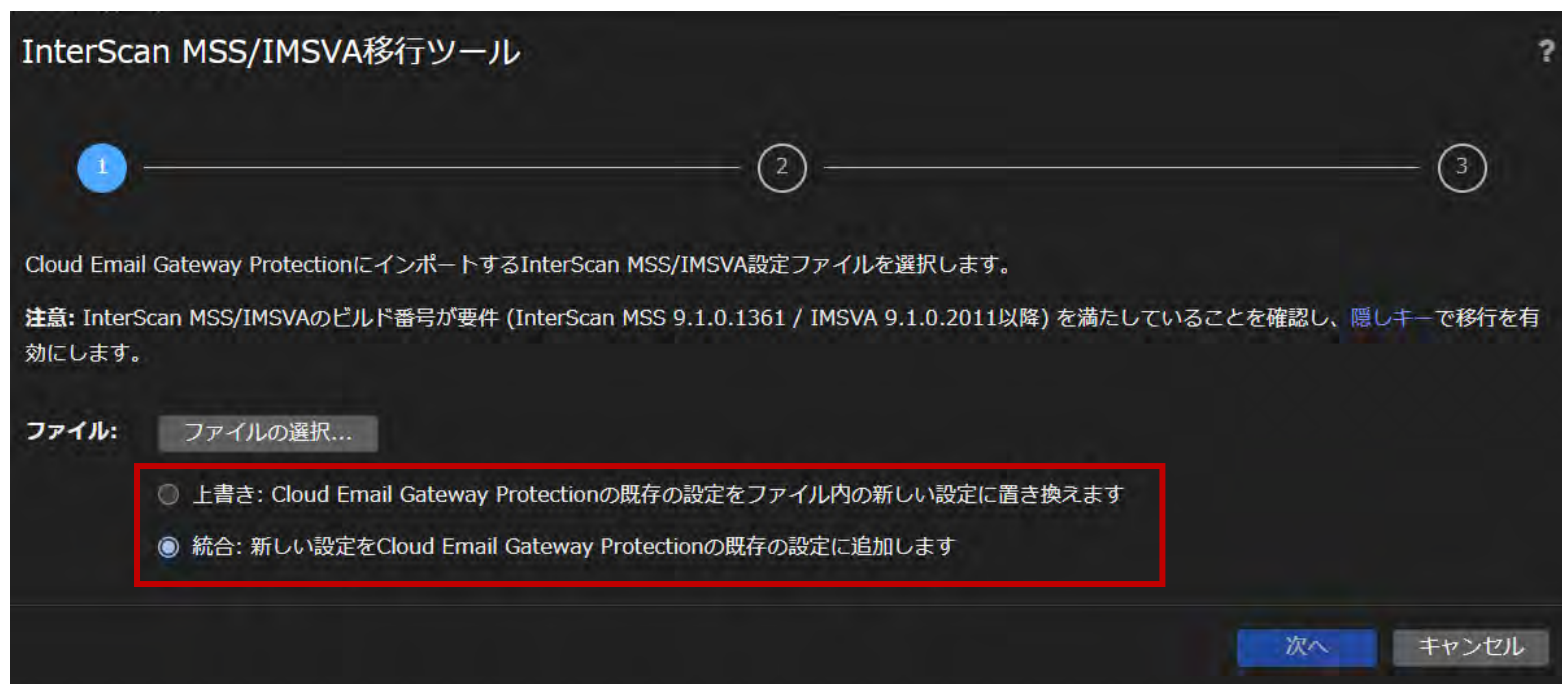 InterScan MSS/IMSVA移行ツール
?
1
2
3
Cloud Email Gateway ProtectionにインポートするInterScan MSS/IMSVA設定ファイルを選択します。
注意: InterScan MSS/IMSVAのビルド番号が要件 (InterScan MSS 9.1.0.1361 / IMSVA 9.1.0.2011以降) を満たしていることを確認し、隠しキーで移行を有
効にします。
ファイル: ファイルの選択...
上書き: Cloud Email Gateway Protectionの既存の設定をファイル内の新しい設定に置き換えます
統合: 新しい設定をCloud Email Gateway Protectionの既存の設定に追加します
次へ キャンセル